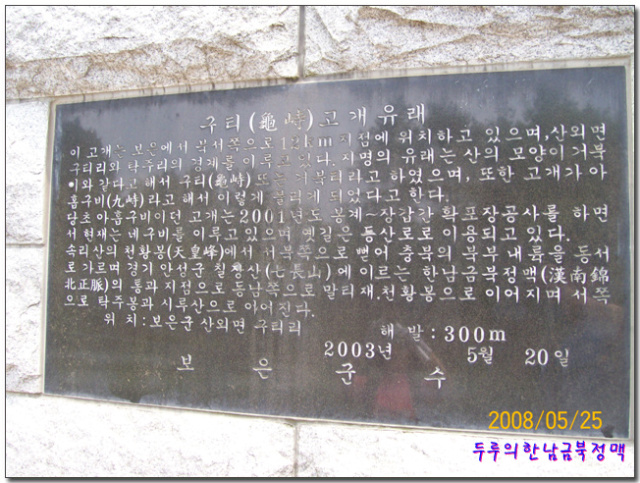 구티(龜峙)고개유래
이 고개는 보은에서 북서쪽으로 12km 지점에 위치하고 있으며,산외면
구티리와 탁주리의 경계를 이루고 있다. 지명의 유래는 산의 모양이 거북
이와 같다고 해서 구티(龜峙) 또는 거북티라고 하였으며, 또한 고개가 아
홉구비(九峙)라고 해서 이렇게 불리게 되었다고 한다.
당초 아홉구비이던 고개는 2001년도 봉계~장갑간 확포장공사를 하면
서 현재는 네구비를 이루고 있으며 옛길은 등산로로 이용되고 있다.
속리산의 천황봉(天皇峰)에서 서북쪽으로 뻗어 충북의 북부 내륙을 동서
로 가르며 경기 안성군 칠장산(七長山)에 이르는 한남금북정맥(漢南錦
北正脈)의 통과 지점으로 동남쪽으로 말티재,천황봉으로 이어지며 서쪽
으로 탁주봉과 시루산으로 이어진다.
위 치:보은군 산외면 구티리 해 발:300m
2003년 5월 20일
보 은 군 수
2008/05/25
두루의한남금북정맥